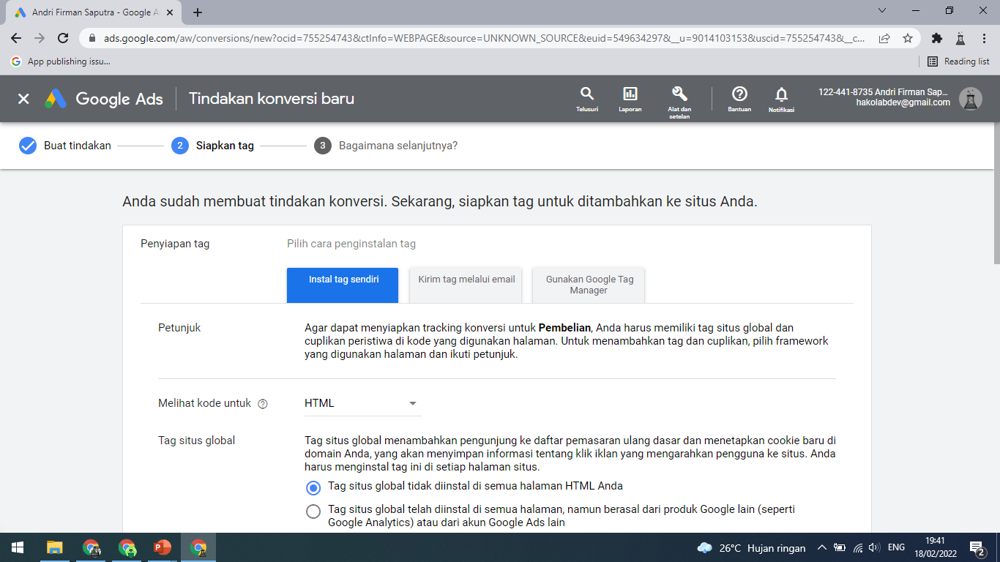 Andri Firman Saputra - Google A
ads.google.com/aw/conversions/new?ocid=755254743&ctInfo=WEBPAGE&source=UNKNOWN_SOURCE&euid=549634297&__u=9014103153&uscid=755254743&__c...
App publishing issu...
Reading list
Google Ads
Tindakan konversi baru
Telusuri
Laporan
Alat dan
setelan
Bantuan
Notifikasi
122-441-8735 Andri Firman Sap...
hakolabdev@gmail.com
Buat tindakan
2
Siapkan tag
3
Bagaimana selanjutnya?
Anda sudah membuat tindakan konversi. Sekarang, siapkan tag untuk ditambahkan ke situs Anda.
Penyiapan tag
Pilih cara penginstalan tag
Instal tag sendiri
Kirim tag melalui email
Gunakan Google Tag
Manager
Petunjuk
Agar dapat menyiapkan tracking konversi untuk Pembelian, Anda harus memiliki tag situs global dan
cuplikan peristiwa di kode yang digunakan halaman. Untuk menambahkan tag dan cuplikan, pilih framework
yang digunakan halaman dan ikuti petunjuk.
Melihat kode untuk
HTML
Tag situs global
Tag situs global menambahkan pengunjung ke daftar pemasaran ulang dasar dan menetapkan cookie baru di
domain Anda, yang akan menyimpan informasi tentang klik iklan yang mengarahkan pengguna ke situs. Anda
harus menginstal tag ini di setiap halaman situs.
Tag situs global tidak diinstal di semua halaman HTML Anda
Tag situs global telah diinstal di semua halaman, namun berasal dari produk Google lain (seperti
Google Analytics) atau dari akun Google Ads lain
26°C Hujan ringan
ENG
19:41
18/02/2022
2